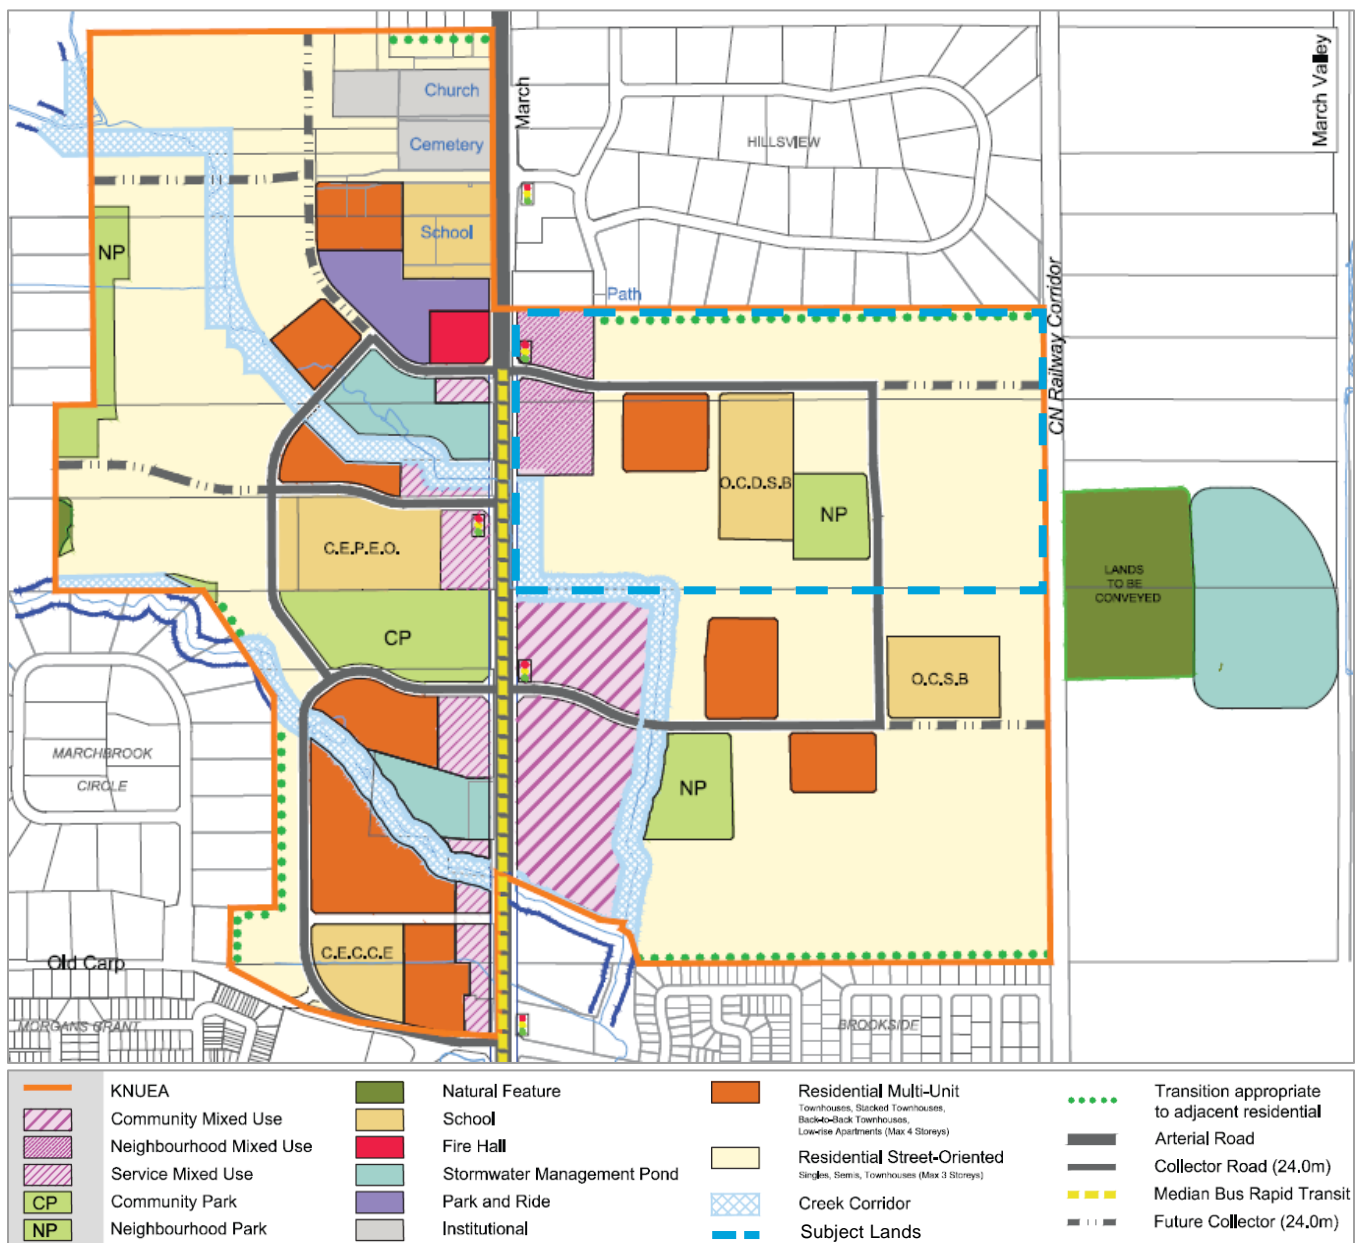 Church
March
March Valley
Cemetery
HILLSVIEW
School
NP
Path
CN Railway Corridor
O.C.D.S.B
NP
C.E.P.E.O.
LANDS
TO BE
CONVEYED
CP
O.C.S.B
MARCHBROOK
CIRCLE
NP
C.E.C.C.E
Old Carp
MORGANS GRANT
BROOKSIDE
KNUEA
Community Mixed Use
Neighbourhood Mixed Use
Service Mixed Use
CP Community Park
NP Neighbourhood Park
Natural Feature
School
Fire Hall
Stormwater Management Pond
Park and Ride
Institutional
Residential Multi-Unit
Townhouses, Stacked Townhouses,
Back-to-Back Townhouses,
Low-rise Apartments (Max 4 Storeys)
Residential Street-Oriented
Singles, Semis, Townhouses (Max 3 Storeys)
Creek Corridor
Subject Lands
Transition appropriate
to adjacent residential
Arterial Road
Collector Road (24.0m)
Median Bus Rapid Transit
Future Collector (24.0m)